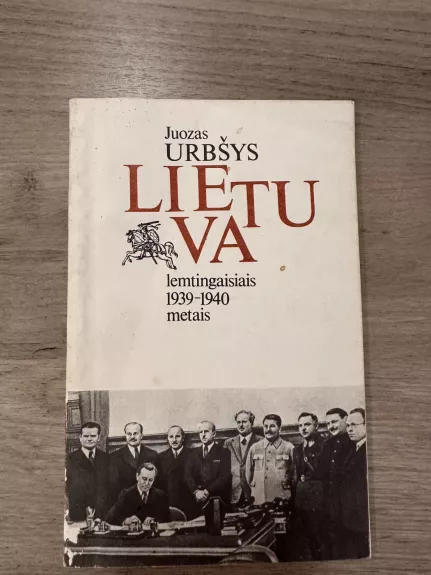 Juozas
URBŠYS
LIETU
VA
lemtingaisiais
1939–1940
metais